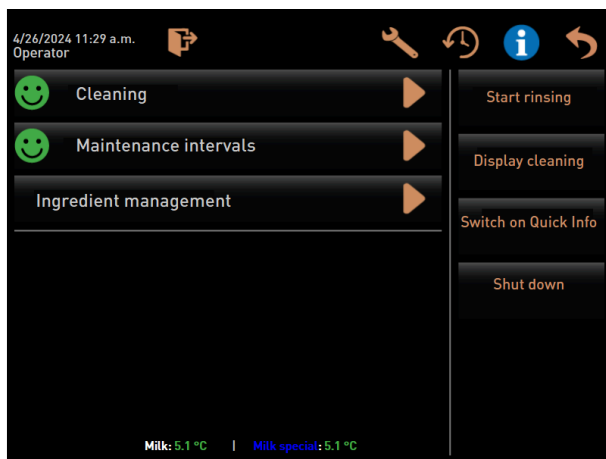 4/26/2024 11:29 a.m.
Operator
Cleaning
Maintenance intervals
Ingredient management
Start rinsing
Display cleaning
Switch on Quick Info
Shut down
Milk: 5.1 °C | Milk special: 5.1 °C